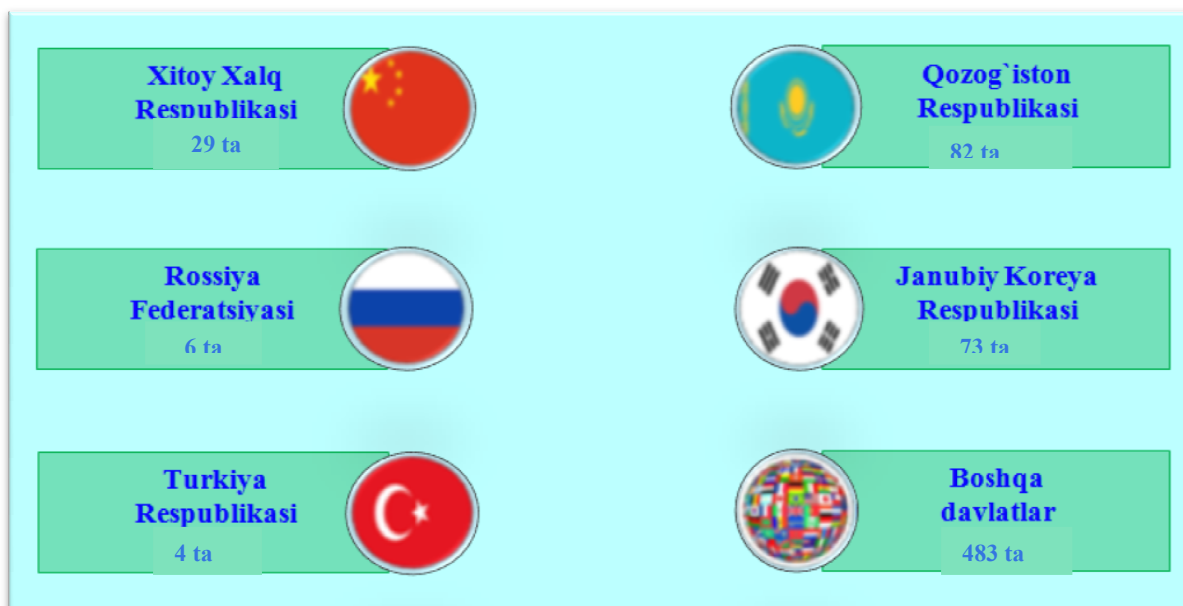 Xitoy Xalq
Respublikasi
29 ta
Qozog`iston
Respublikasi
82 ta
Rossiya
Federatsiyasi
6 ta
Janubiy Koreya
Respublikasi
73 ta
Turkiya
Respublikasi
4 ta
Boshqa
davlatlar
483 ta